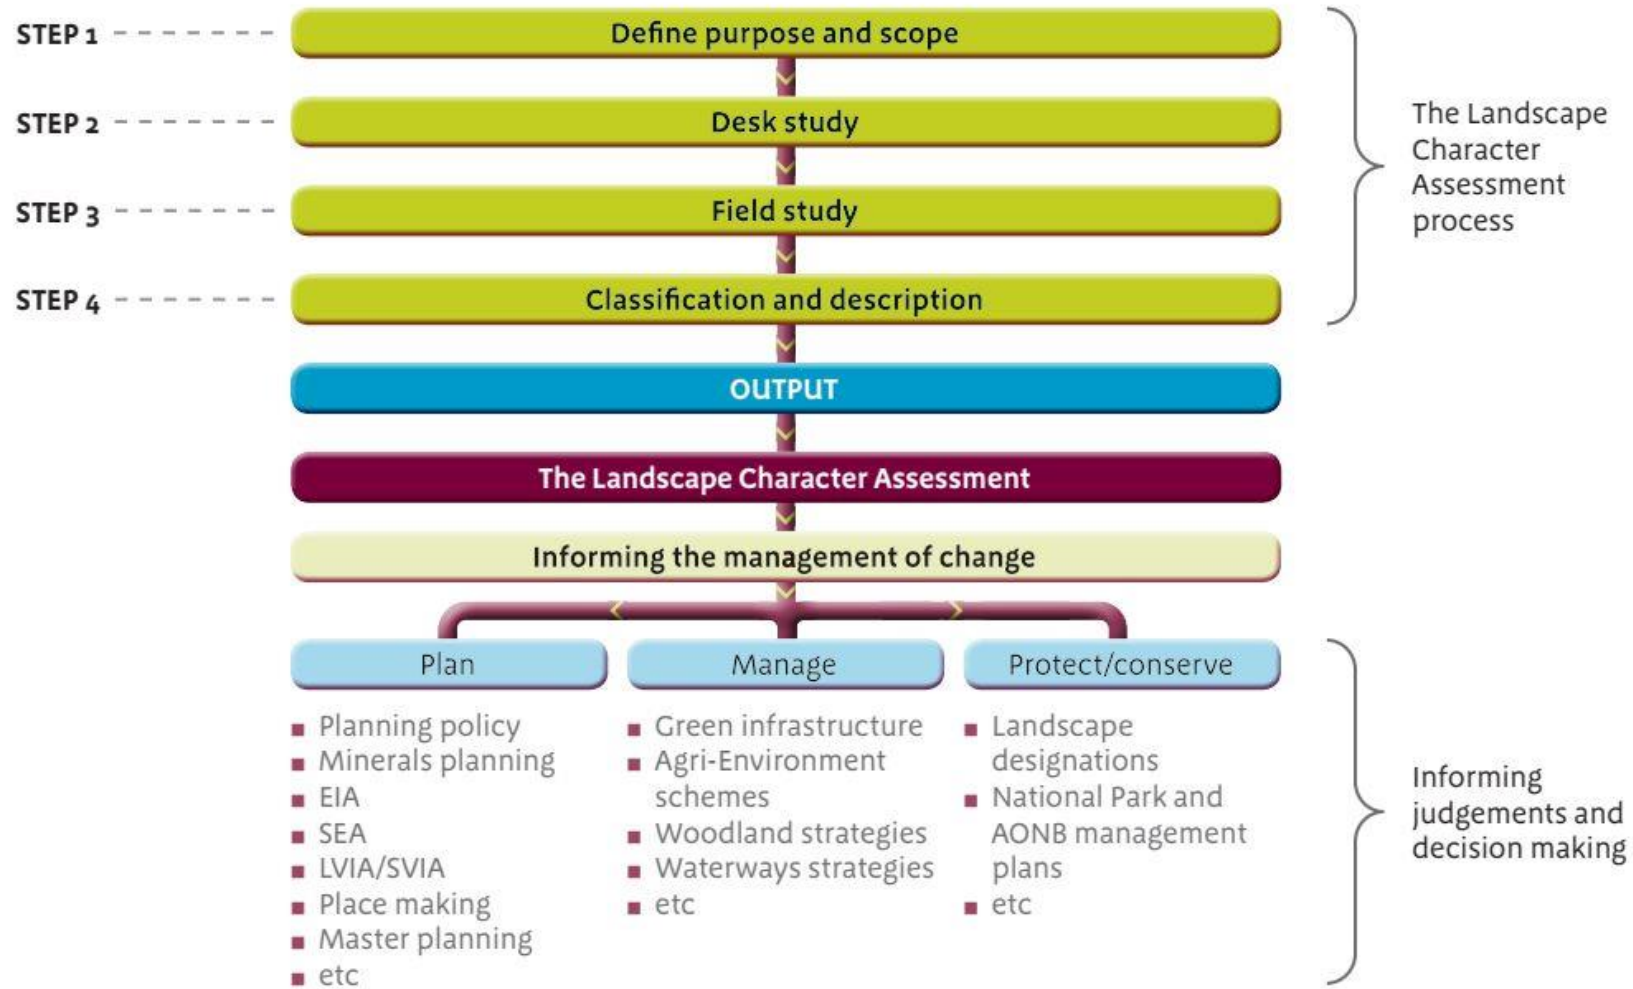 STEP 1
Define purpose and scope
STEP 2
Desk study
STEP 3
Field study
STEP 4
Classification and description
The Landscape
Character
Assessment
process
OUTPUT
The Landscape Character Assessment
Informing the management of change
Plan
Planning policy
Minerals planning
EIA
SEA
LVIA/SVIA
Place making
Master planning
etc
Manage
Green infrastructure
Agri-Environment
schemes
Woodland strategies
Waterways strategies
etc
Protect/conserve
Landscape
designations
National Park and
AONB management
plans
etc
Informing
judgements and
decision making